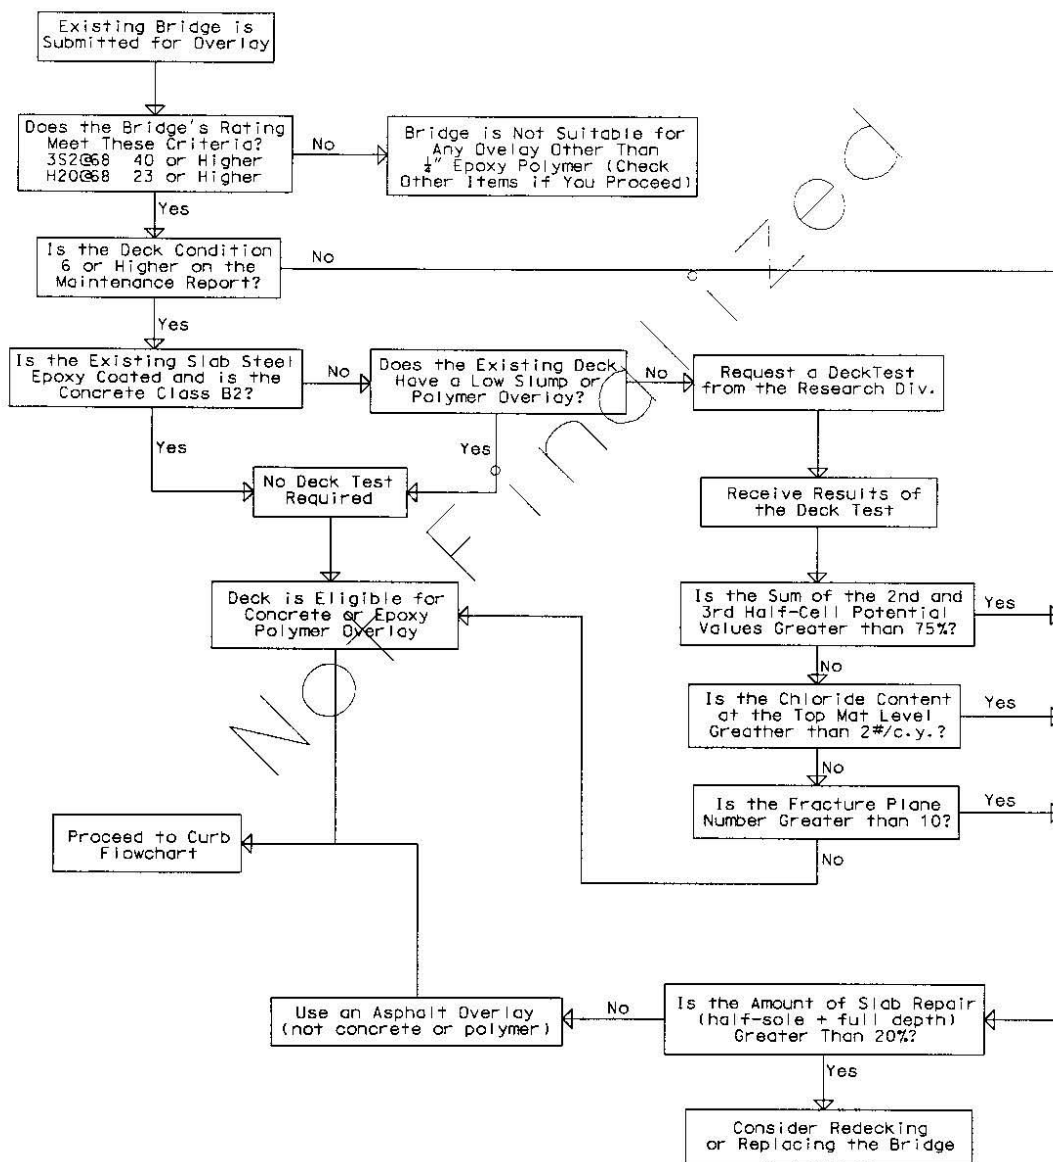 Existing Bridge is
Submitted for Overlay
Does the Bridge's Rating
Meet These Criteria?
3S2@68 40 or Higher
H20@68 23 or Higher
No
Bridge is Not Suitable for
Any Ovelay Other Than
¼" Epoxy Polymer (Check
Other Items if You Proceed)
Yes
Is the Deck Condition
6 or Higher on the
Maintenance Report?
No
Yes
Is the Existing Slab Steel
Epoxy Coated and is the
Concrete Class B2?
No
Does the Existing Deck
Have a Low Slump or
Polymer Overlay?
No
Request a DeckTest
from the Research Div.
Yes
Yes
No Deck Test
Required
Receive Results of
the Deck Test
Deck is Eligible for
Concrete or Epoxy
Polymer Overlay
Is the Sum of the 2nd and
3rd Half-Cell Potential
Values Greater than 75%?
Yes
No
Is the Chloride Content
at the Top Mat Level
Greather than 2#/c.y.?
Yes
No
Is the Fracture Plane
Number Greater than 10?
Yes
No
Proceed to Curb
Flowchart
Use an Asphalt Overlay
(not concrete or polymer)
No
Is the Amount of Slab Repair
(half-sole + full depth)
Greater Than 20%?
Yes
Consider Redecking
or Replacing the Bridge
Not Finalized